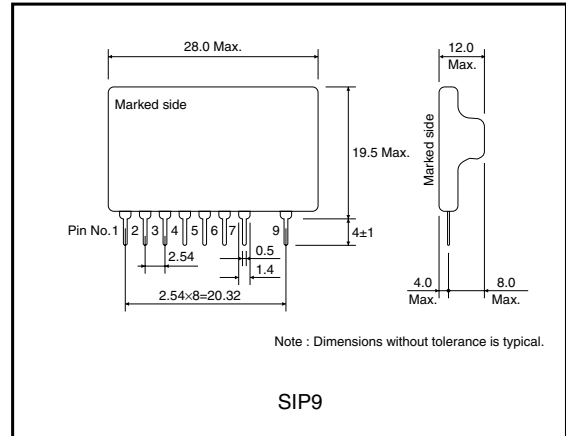 28.0 Max.
12.0
Max.
Marked side
Marked side
19.5 Max.
Pin No.1 2 3 4 5 6 7 9
4±1
0.5
2.54
1.4
2.54×8=20.32
4.0
Max.
8.0
Max.
Note : Dimensions without tolerance is typical.
SIP9